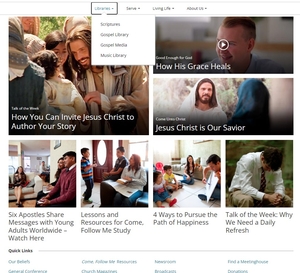 Libraries Serve Living Life About Us
Scriptures
Gospel Library
Gospel Media
Music Library
Good Enough for God
How His Grace Heals
Talk of the Week
How You Can Invite Jesus Christ to
Author Your Story
Come Unto Christ
Jesus Christ is Our Savior
Six Apostles Share
Messages with Young
Adults Worldwide –
Watch Here
Lessons and
Resources for Come,
Follow Me Study
4 Ways to Pursue the
Path of Happiness
Talk of the Week: Why
We Need a Daily
Refresh
Quick Links
Our Beliefs Come, Follow Me Resources Newsroom Find a Meetinghouse
General Conference Church Magazines Broadcasts Donations